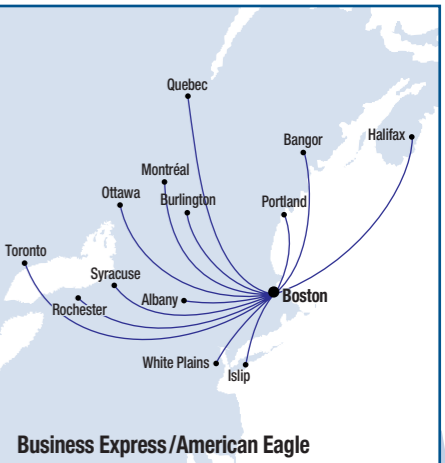 Quebec
Bangor
Halifax
Montréal
Ottawa
Burlington
Portland
Toronto
Syracuse
Albany
Boston
Rochester
White Plains
Islip
Business Express/American Eagle